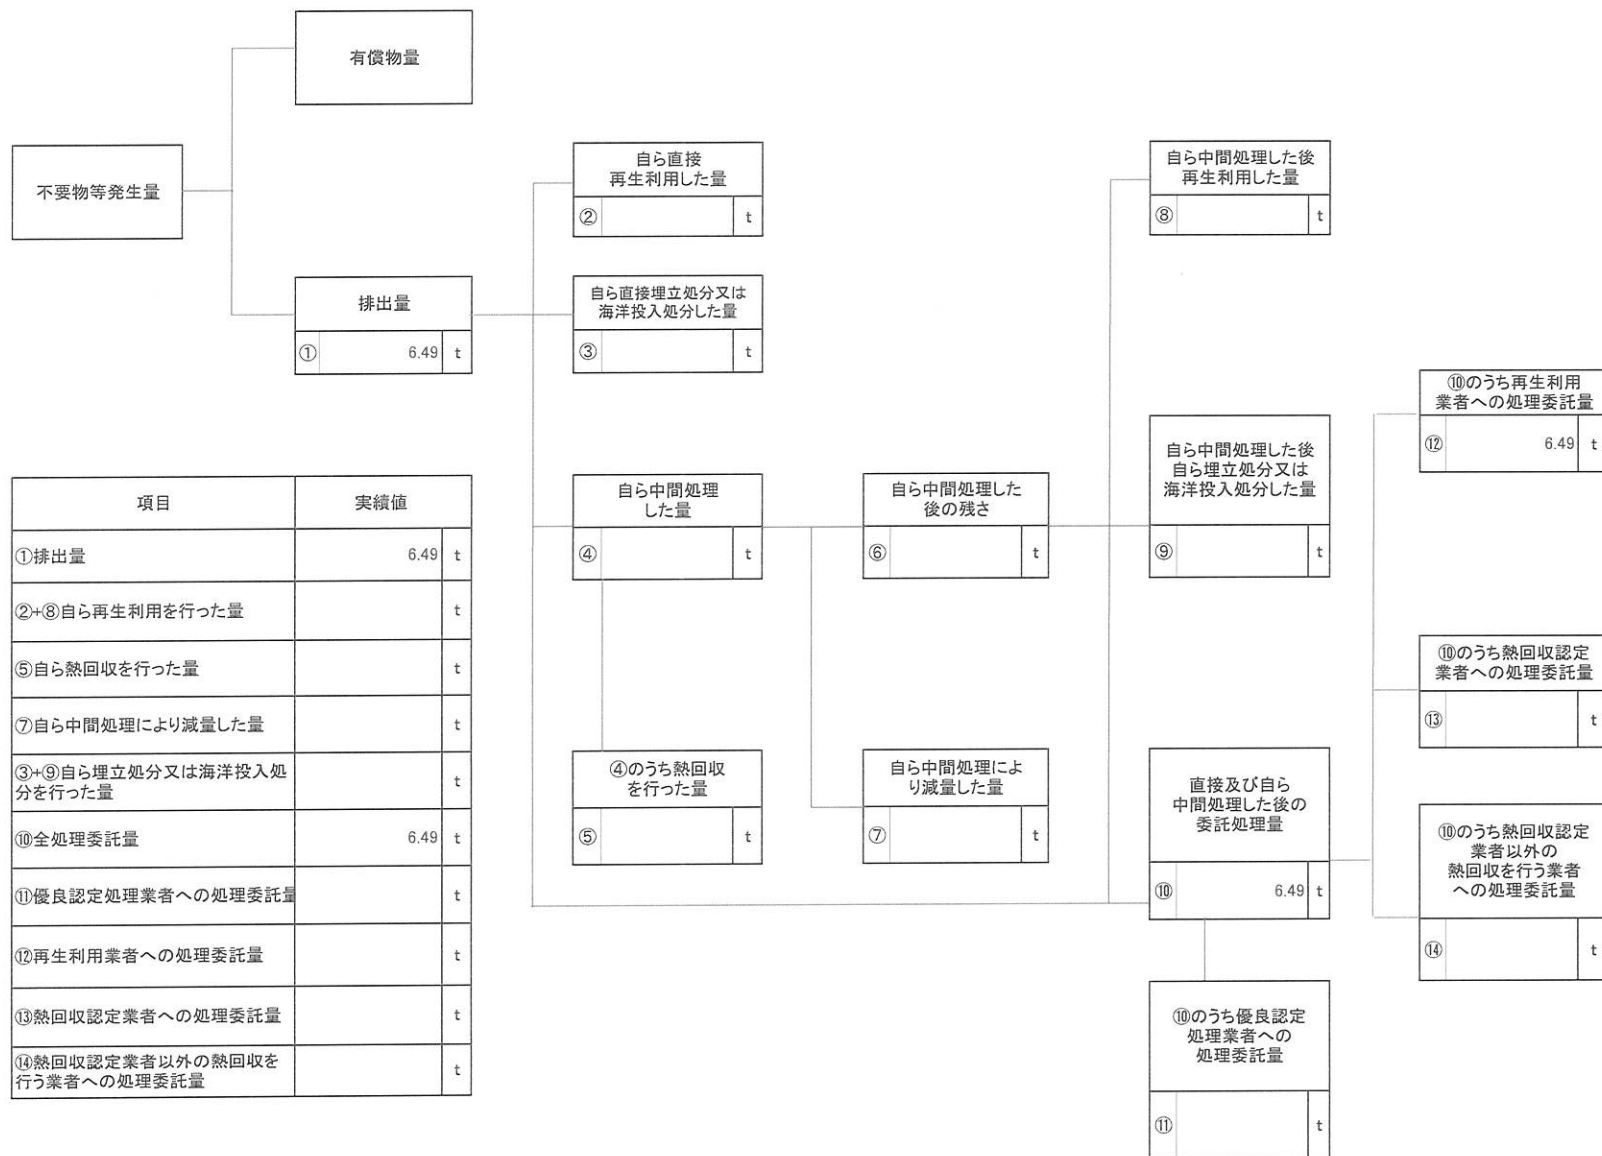 有償物量
不要物等発生量
排出量
① 6.49 t
自ら直接
再生利用した量
② t
自ら直接埋立処分又は
海洋投入処分した量
③ t
自ら中間処理
した量
④ t
④のうち熱回収
を行った量
⑤ t
自ら中間処理した
後の残さ
⑥ t
自ら中間処理によ
り減量した量
⑦ t
自ら中間処理した後
再生利用した量
⑧ t
自ら中間処理した後
自ら埋立処分又は
海洋投入処分した量
⑨ t
直接及び自ら
中間処理した後の
委託処理量
⑩ 6.49 t
⑩のうち優良認定
処理業者への
処理委託量
⑪ t
⑩のうち再生利用
業者への処理委託量
⑫ 6.49 t
⑩のうち熱回収認定
業者への処理委託量
⑬ t
⑩のうち熱回収認定
業者以外の
熱回収を行う業者
への処理委託量
⑭ t
項目 実績値
①排出量 6.49 t
②+⑧自ら再生利用を行った量 t
⑤自ら熱回収を行った量 t
⑦自ら中間処理により減量した量 t
③+⑨自ら埋立処分又は海洋投入処
分を行った量 t
⑩全処理委託量 6.49 t
⑪優良認定処理業者への処理委託量 t
⑫再生利用業者への処理委託量 t
⑬熱回収認定業者への処理委託量 t
⑭熱回収認定業者以外の熱回収を
行う業者への処理委託量 t